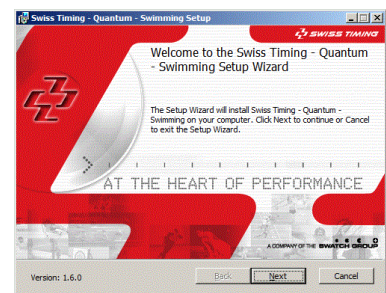 Swiss Timing - Quantum - Swimming Setup
SWISS TIMING
Welcome to the Swiss Timing - Quantum
- Swimming Setup Wizard
The Setup Wizard will install Swiss Timing - Quantum -
Swimming on your computer. Click Next to continue or Cancel
to exit the Setup Wizard.
AT THE HEART OF PERFORMANCE
A COMPANY OF THE SWATCH GROUP
Version: 1.6.0
Back
Next
Cancel